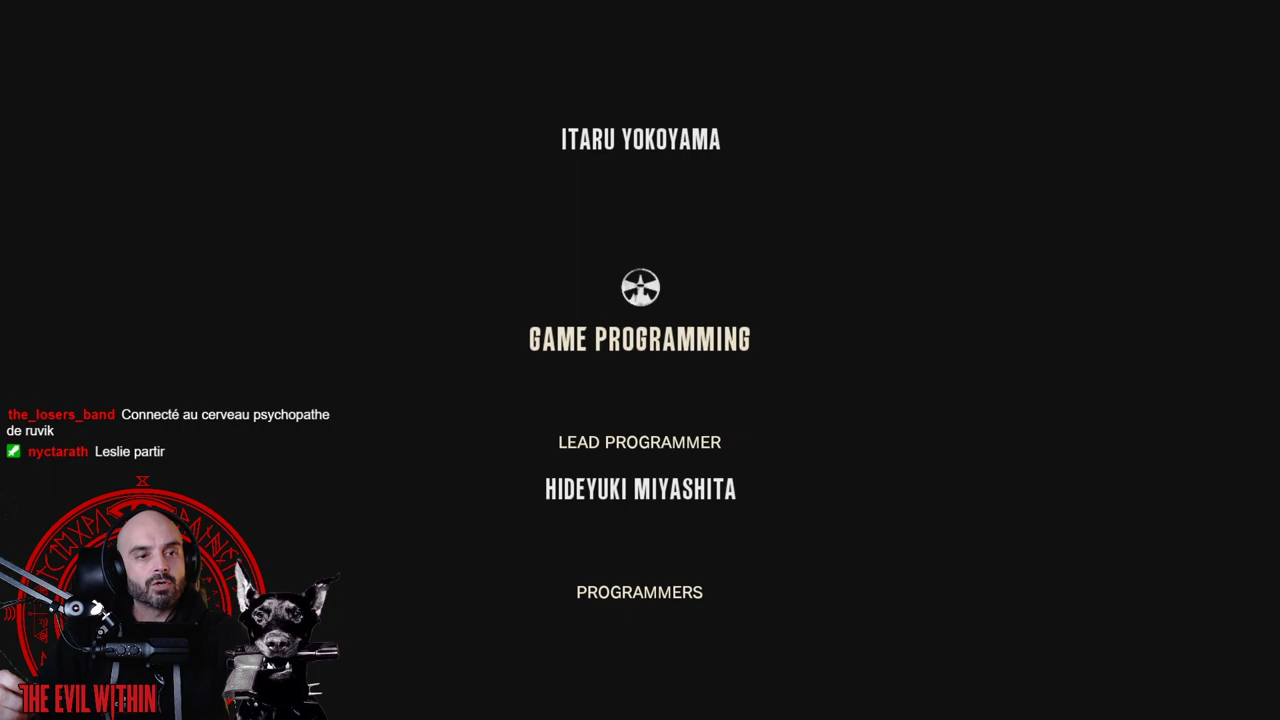 ITARU YOKOYAMA
GAME PROGRAMMING
LEAD PROGRAMMER
HIDEYUKI MIYASHITA
PROGRAMMERS
the_losers_band Connecté au cerveau psychopathe
de ruvik
nyctarath Leslie partir
THE EVIL WITHIN